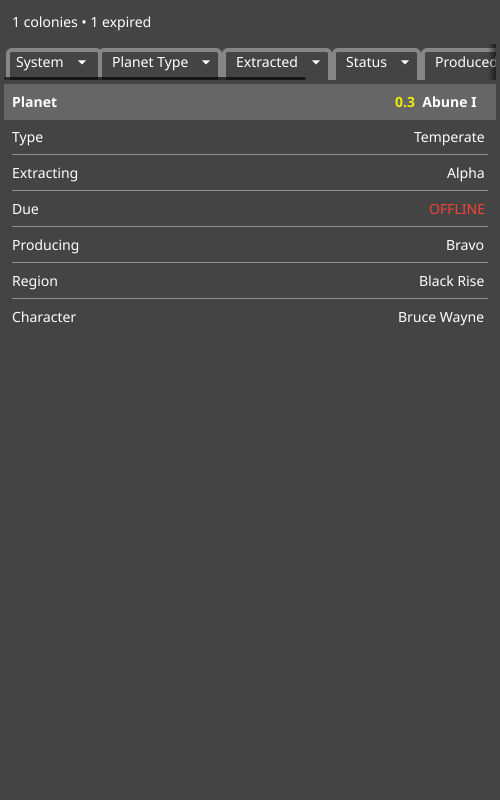 1 colonies • 1 expired
System Planet Type Extracted Status Produced
Planet 0.3 Abune I
Type Temperate
Extracting Alpha
Due OFFLINE
Producing Bravo
Region Black Rise
Character Bruce Wayne